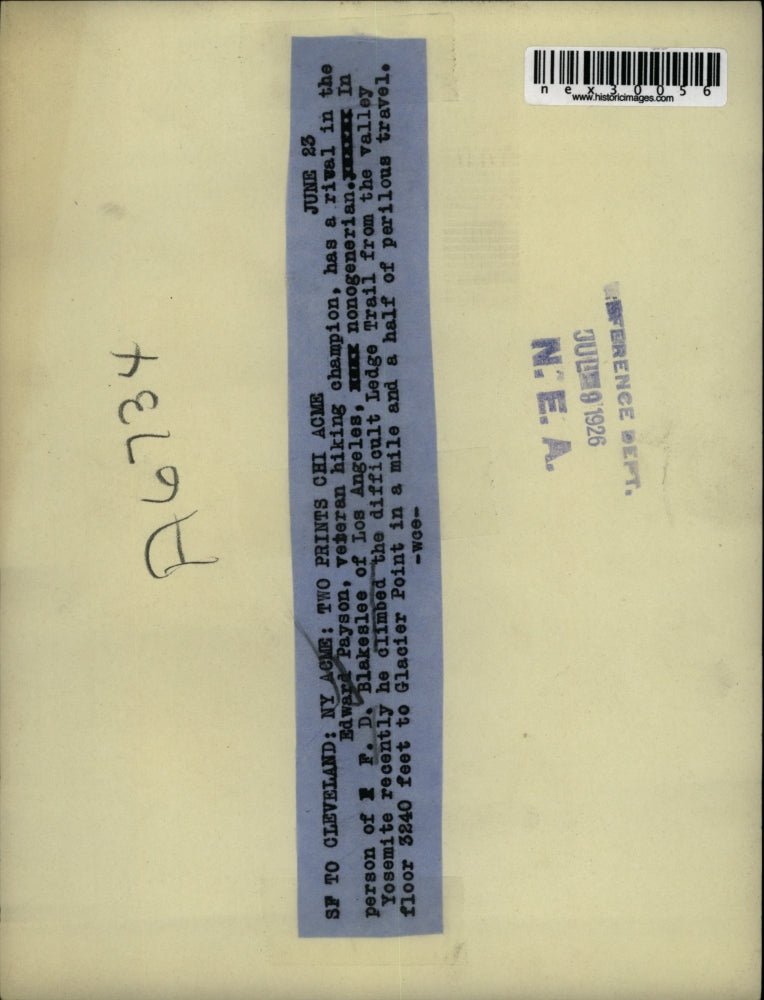 SF TO CLEVELAND: NY ACME: TWO PRINTS CHI ACME JUNE 23
Edward Payson, veteran hiking champion, has a rival in the
person of F. D. Blakeslee of Los Angeles, nonogenerian. In
Yosemite recently he climbed the difficult Ledge Trail from the valley
floor 3240 feet to Glacier Point in a mile and a half of perilous travel.
-wce-
A6734
nex30056
www.historicimages.com
REFERENCE DEPT.
JUL 9 1926
N.E.A.